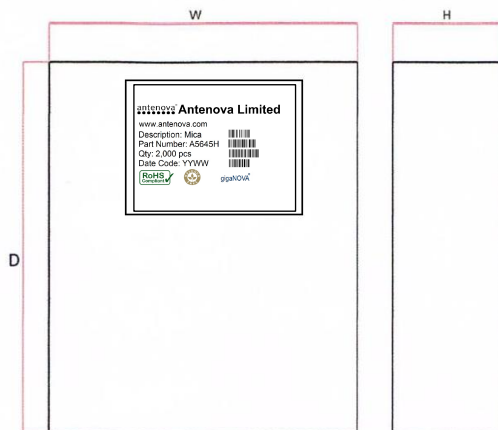 W
H
D
antenova® Antenova Limited
www.antenova.com
Description: Mica
Part Number: A5645H
Qty: 2,000 pcs
Date Code: YYWW
RoHS
Compliant
gigaNOVA®